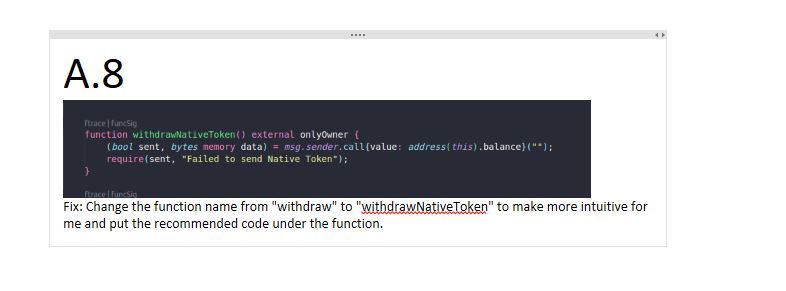 A.8
ftrace | funcSig
function withdrawNativeToken() external onlyOwner {
(bool sent, bytes memory data) = msg.sender.call{value: address(this).balance}("");
require(sent, "Failed to send Native Token");
}
ftrace | funcSig
Fix: Change the function name from "withdraw" to "withdrawNativeToken" to make more intuitive for
me and put the recommended code under the function.